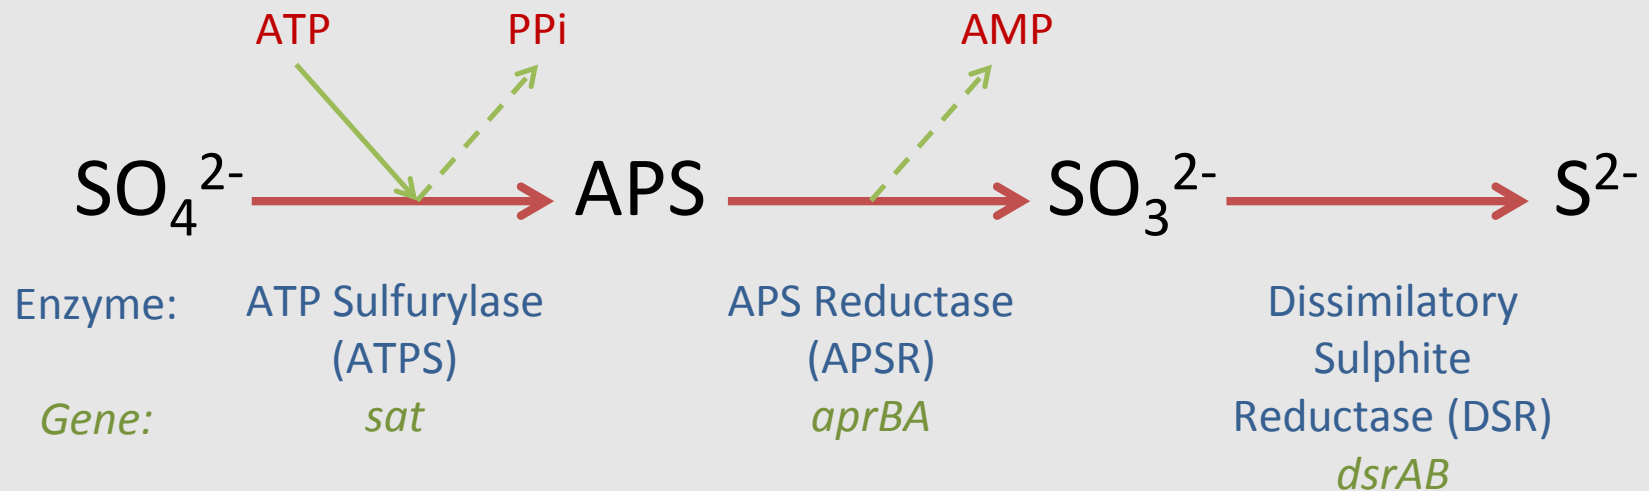 ATP PPi AMP
SO₄²⁻ APS SO₃²⁻ S²⁻
Enzyme: ATP Sulfurylase APS Reductase Dissimilatory
(ATPS) (APSR) Sulphite
Gene: sat aprBA Reductase (DSR)
dsrAB